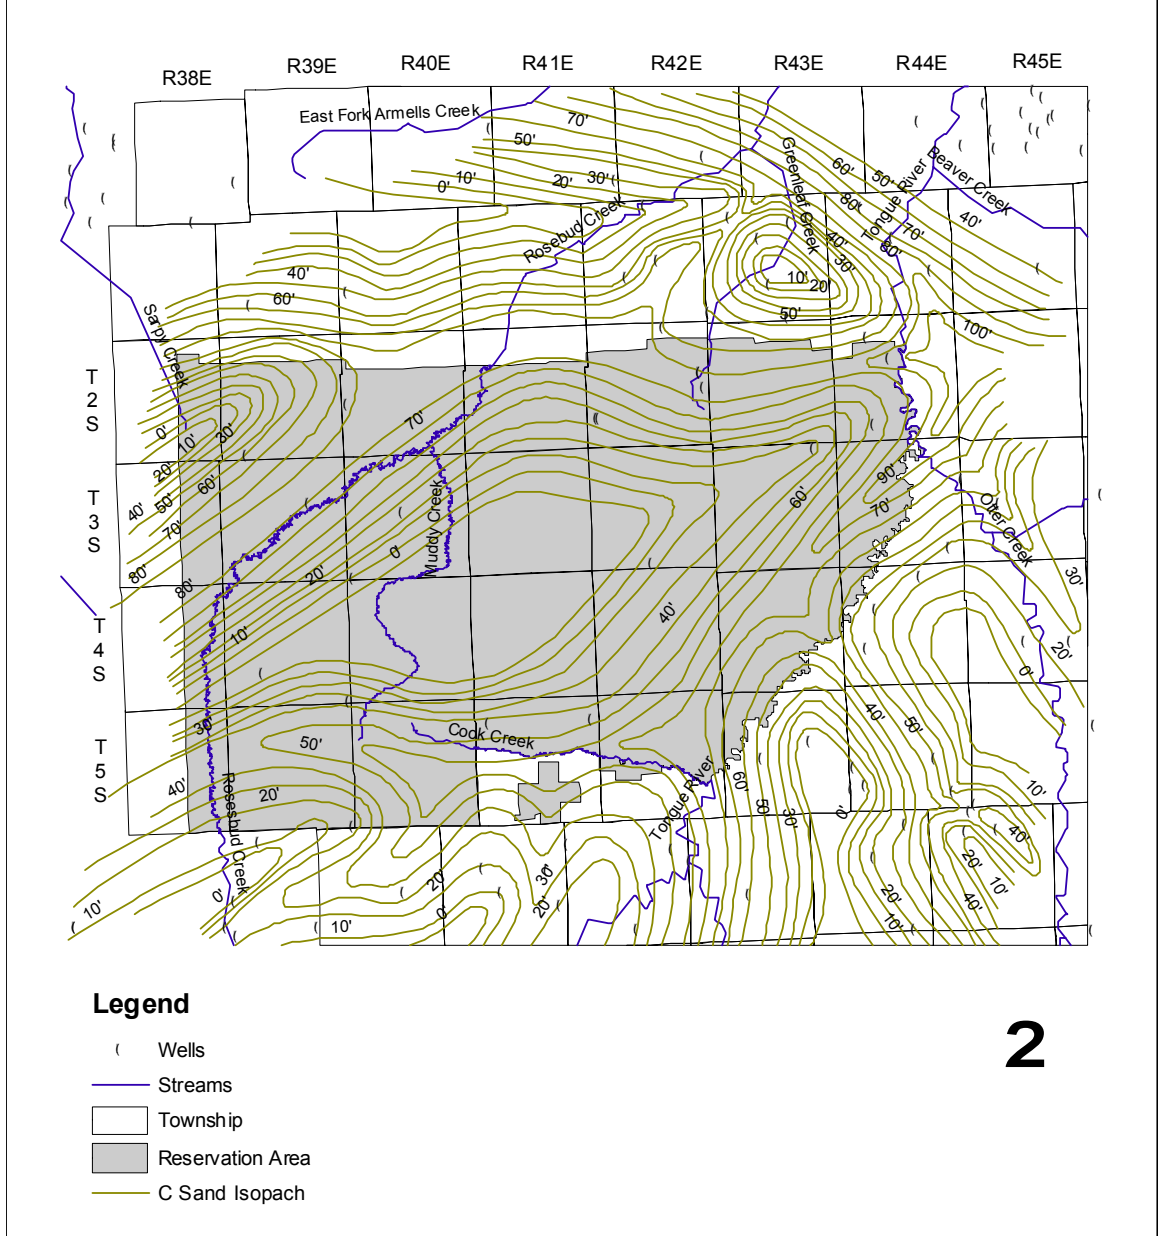 R38E
R39E
R40E
R41E
R42E
R43E
R44E
R45E
East Fork Armells Creek
70'
50'
0'
10'
20'
30'
Greenleaf Creek
60'
50'
80'
Tongue River
Beaver Creek
40'
70'
80'
40'
30'
Rosebud Creek
10'
20'
50'
100'
40'
60'
Sarpy Creek
T
2
S
0'
10'
30'
20'
60'
40'
50'
70'
80'
80'
70'
T
3
S
Muddy Creek
0'
20'
10'
60'
90'
70'
Otter Creek
30'
40'
T
4
S
20'
0'
T
5
S
30'
40'
50'
20'
Cook Creek
Rosesbud Creek
Tongue River
60'
50'
30'
0'
40'
50'
10'
40'
20'
10'
40'
20'
10'
10'
0'
10'
20'
0'
30'
20'
Legend
Wells
Streams
Township
Reservation Area
C Sand Isopach
2